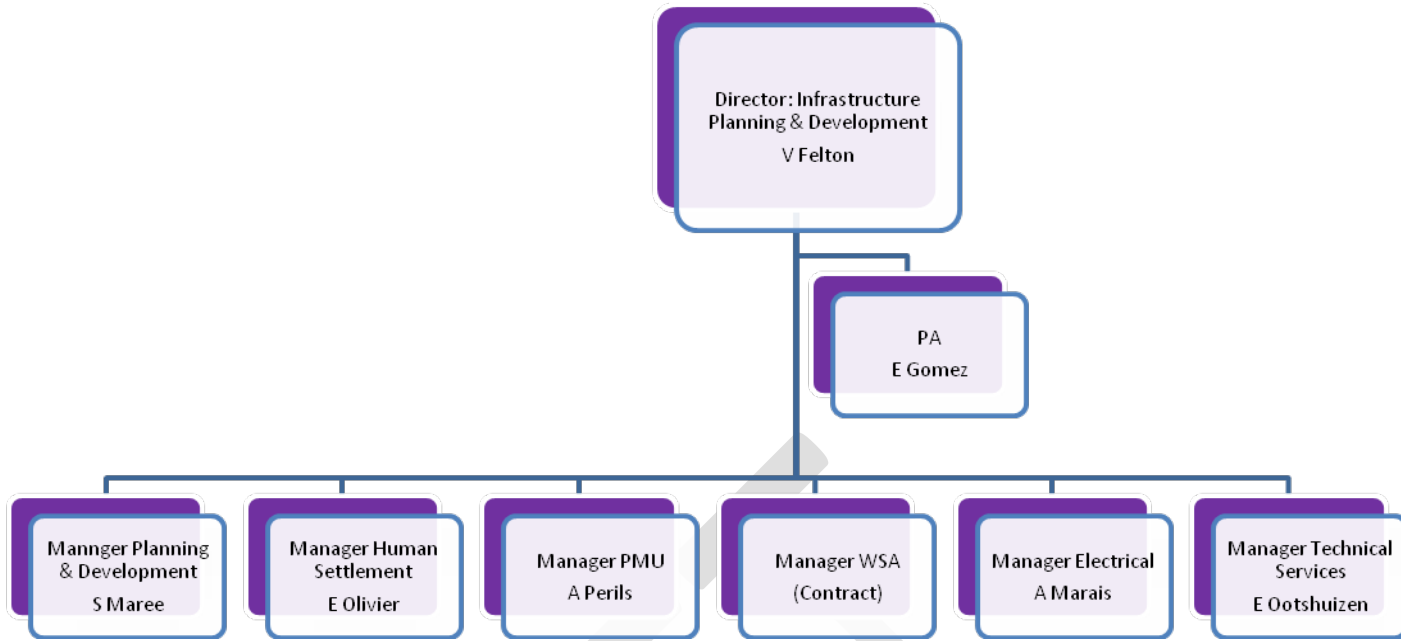 Director: Infrastructure
Planning & Development
V Felton
PA
E Gomez
Mannger Planning
& Development
S Maree
Manager Human
Settlement
E Olivier
Manager PMU
A Perils
Manager WSA
(Contract)
Manager Electrical
A Marais
Manager Technical
Services
E Ootshuizen